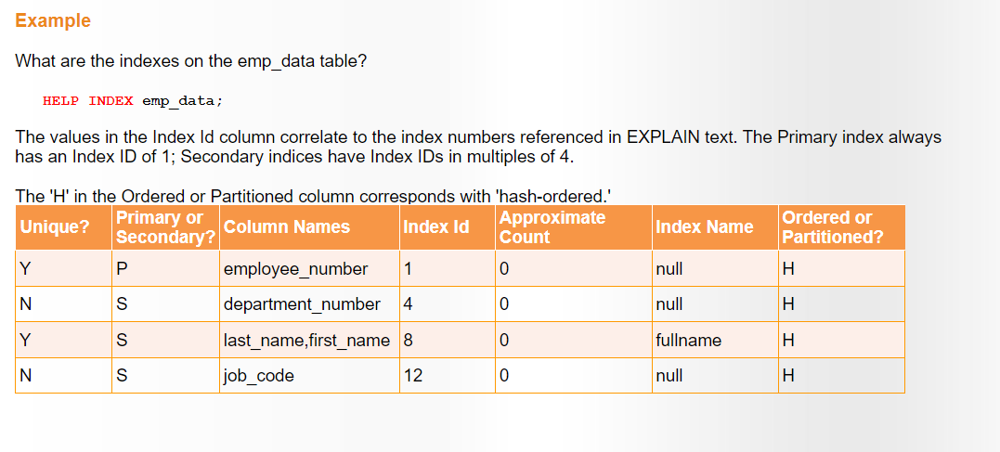 Example
What are the indexes on the emp_data table?
HELP INDEX emp_data;
The values in the Index Id column correlate to the index numbers referenced in EXPLAIN text. The Primary index always
has an Index ID of 1; Secondary indices have Index IDs in multiples of 4.
The 'H' in the Ordered or Partitioned column corresponds with 'hash-ordered.'
Unique? Primary or Secondary? Column Names Index Id Approximate Count Index Name Ordered or Partitioned?
Y P employee_number 1 0 null H
N S department_number 4 0 null H
Y S last_name,first_name 8 0 fullname H
N S job_code 12 0 null H